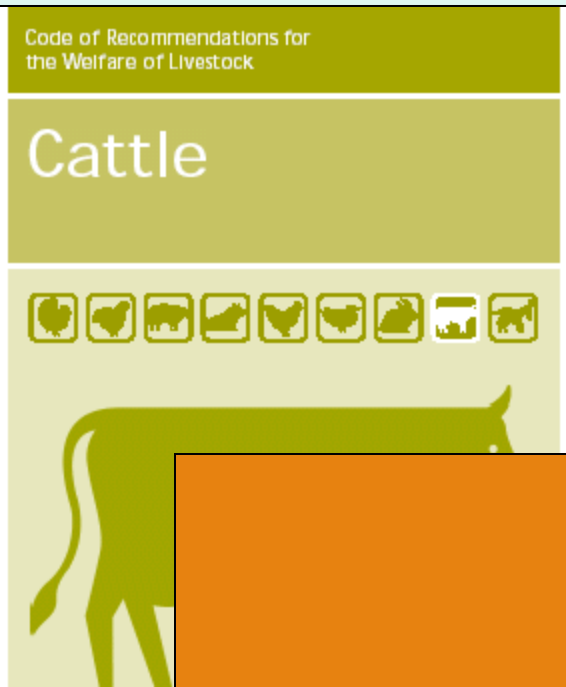 Code of Recommendations for
the Welfare of Livestock
Cattle